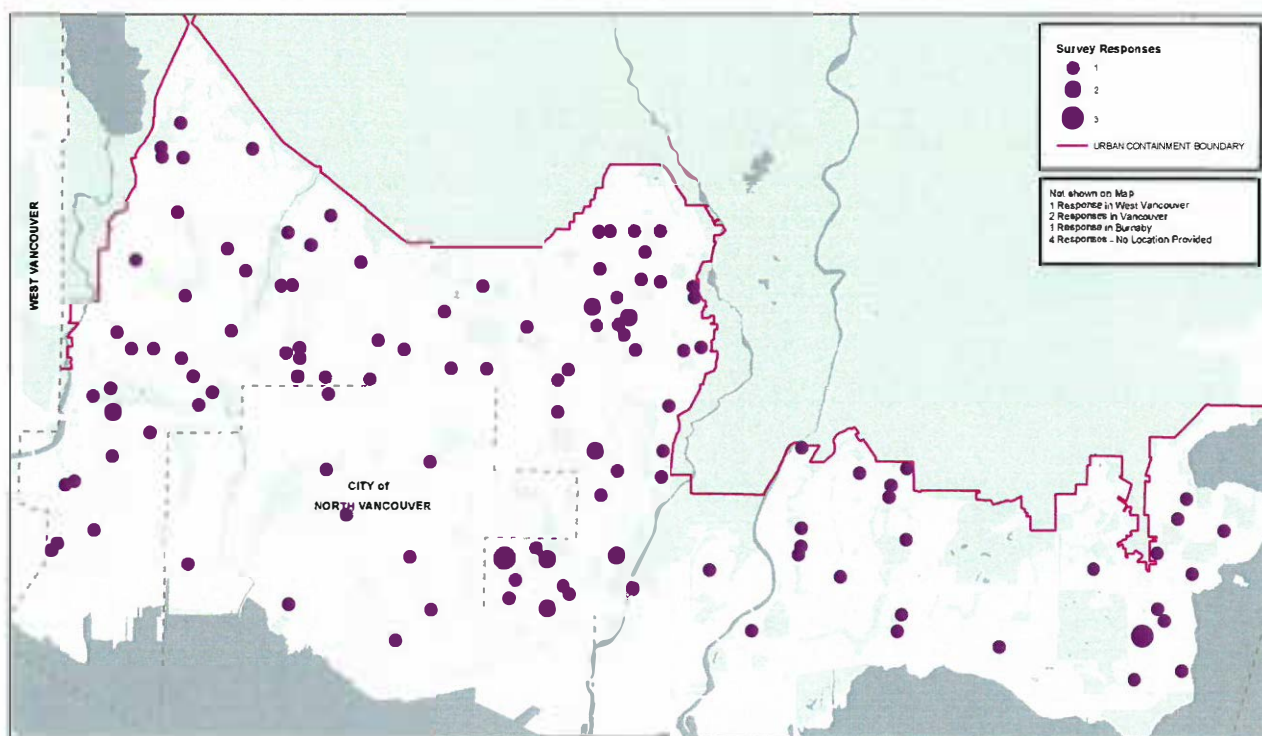 Survey Responses
1
2
3
URBAN CONTAINMENT BOUNDARY
Not shown on Map
1 Response in West Vancouver
2 Responses in Vancouver
1 Response in Burnaby
4 Responses - No Location Provided
WEST VANCOUVER
2
CITY of
NORTH VANCOUVER